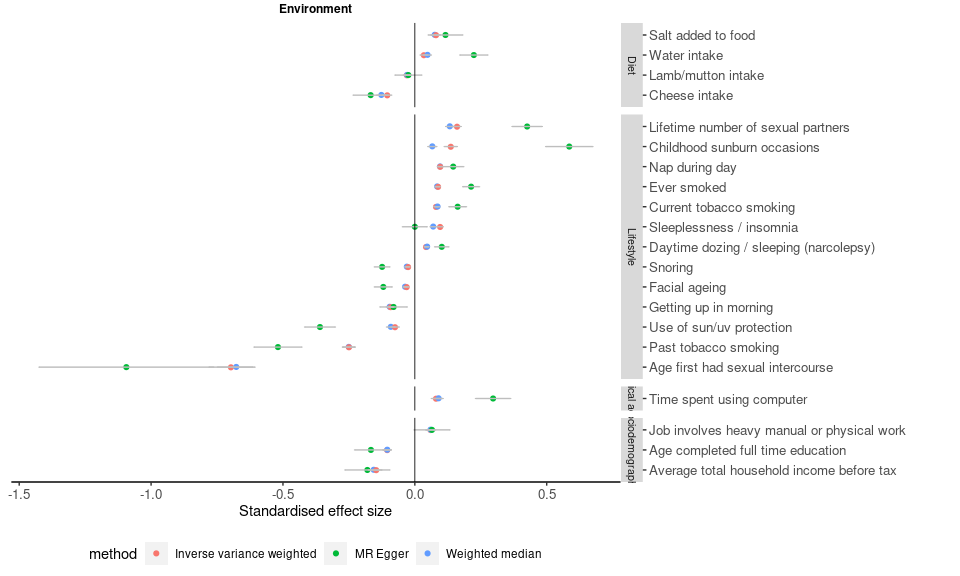 Environment
Salt added to food
Water intake
Lamb/mutton intake
Cheese intake
Diet
Lifetime number of sexual partners
Childhood sunburn occasions
Nap during day
Ever smoked
Current tobacco smoking
Sleeplessness / insomnia
Daytime dozing / sleeping (narcolepsy)
Snoring
Facial ageing
Getting up in morning
Use of sun/uv protection
Past tobacco smoking
Age first had sexual intercourse
Lifestyle
Time spent using computer
ical a
Job involves heavy manual or physical work
Age completed full time education
Average total household income before tax
ciodemograp
-1.5 -1.0 -0.5 0.0 0.5
Standardised effect size
method Inverse variance weighted MR Egger Weighted median